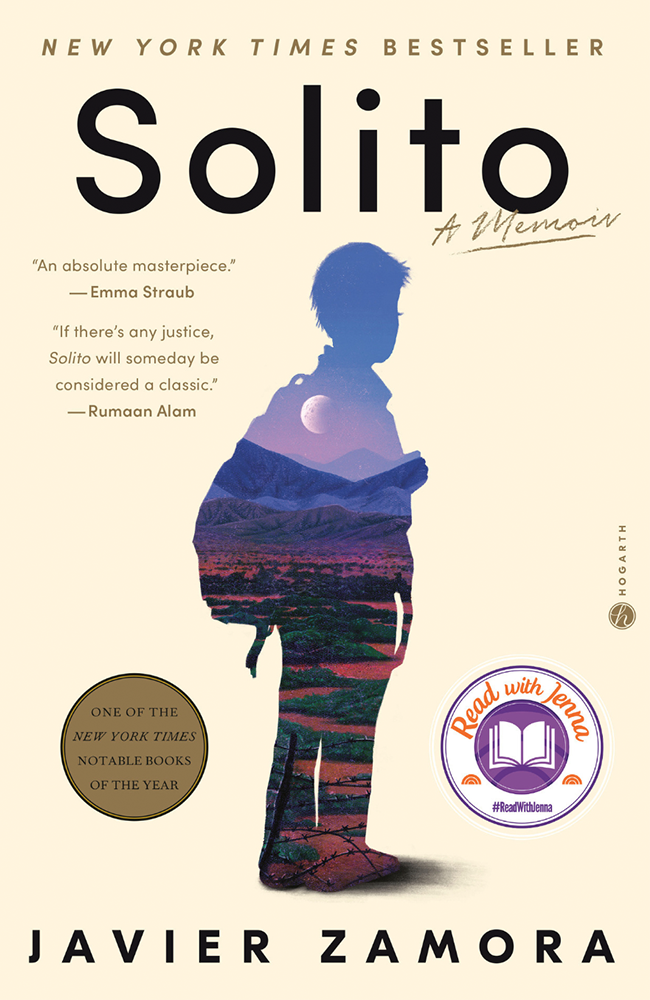 NEW YORK TIMES BESTSELLER
Solito
A Memoir
“An absolute masterpiece.”
—Emma Straub
“If there’s any justice,
Solito will someday be
considered a classic.”
—Rumaan Alam
HOGARTH
h
ONE OF THE
NEW YORK TIMES
NOTABLE BOOKS
OF THE YEAR
Read with Jenna
#ReadWithJenna
JAVIER ZAMORA